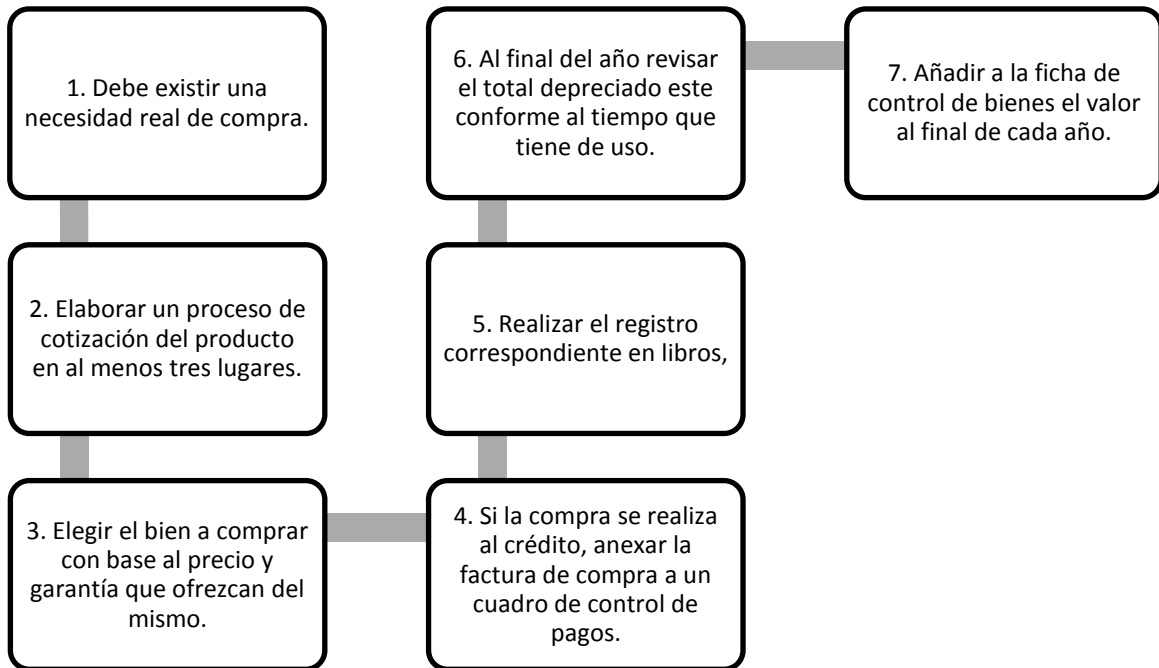 1. Debe existir una
necesidad real de compra.
2. Elaborar un proceso de
cotización del producto
en al menos tres lugares.
3. Elegir el bien a comprar
con base al precio y
garantía que ofrezcan del
mismo.
4. Si la compra se realiza
al crédito, anexar la
factura de compra a un
cuadro de control de
pagos.
5. Realizar el registro
correspondiente en libros,
6. Al final del año revisar
el total depreciado este
conforme al tiempo que
tiene de uso.
7. Añadir a la ficha de
control de bienes el valor
al final de cada año.